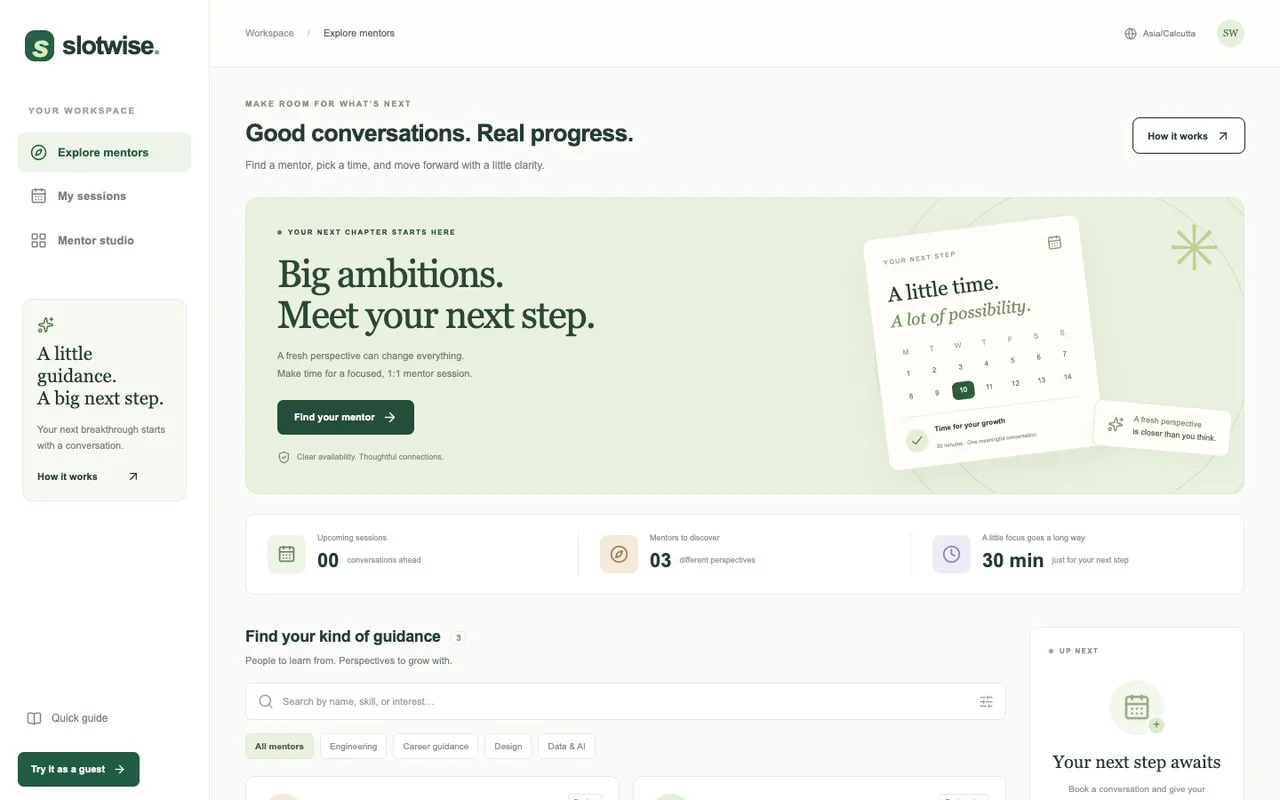 slotwise.
YOUR WORKSPACE
Explore mentors
My sessions
Mentor studio
A little
guidance.
A big next step.
Your next breakthrough starts
with a conversation.
How it works
Quick guide
Try it as a guest
Workspace / Explore mentors
Asia/Calcutta
SW
MAKE ROOM FOR WHAT'S NEXT
Good conversations. Real progress.
Find a mentor, pick a time, and move forward with a little clarity.
How it works
YOUR NEXT CHAPTER STARTS HERE
Big ambitions.
Meet your next step.
A fresh perspective can change everything.
Make time for a focused, 1:1 mentor session.
Find your mentor
Clear availability. Thoughtful connections.
YOUR NEXT STEP
A little time.
A lot of possibility.
M T W T F S S
1 2 3 4 5 6 7
8 9 10 11 12 13 14
Time for your growth
30 minutes · One meaningful conversation
A fresh perspective
is closer than you think.
Upcoming sessions
00 conversations ahead
Mentors to discover
03 different perspectives
A little focus goes a long way
30 min just for your next step
Find your kind of guidance 3
People to learn from. Perspectives to grow with.
Search by name, skill, or interest…
All mentors
Engineering
Career guidance
Design
Data & AI
UP NEXT
Your next step awaits
Book a conversation and give your